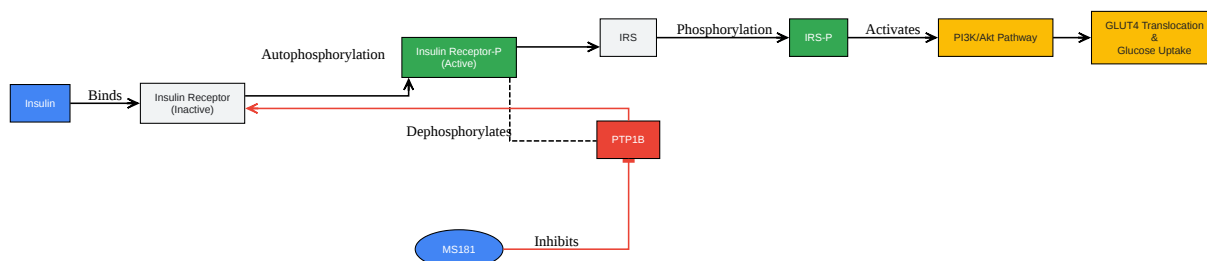 Insulin
Binds
Insulin Receptor
(Inactive)
Autophosphorylation
Insulin Receptor-P
(Active)
IRS
Phosphorylation
IRS-P
Activates
PI3K/Akt Pathway
GLUT4 Translocation
&
Glucose Uptake
Dephosphorylates
PTP1B
MS181
Inhibits